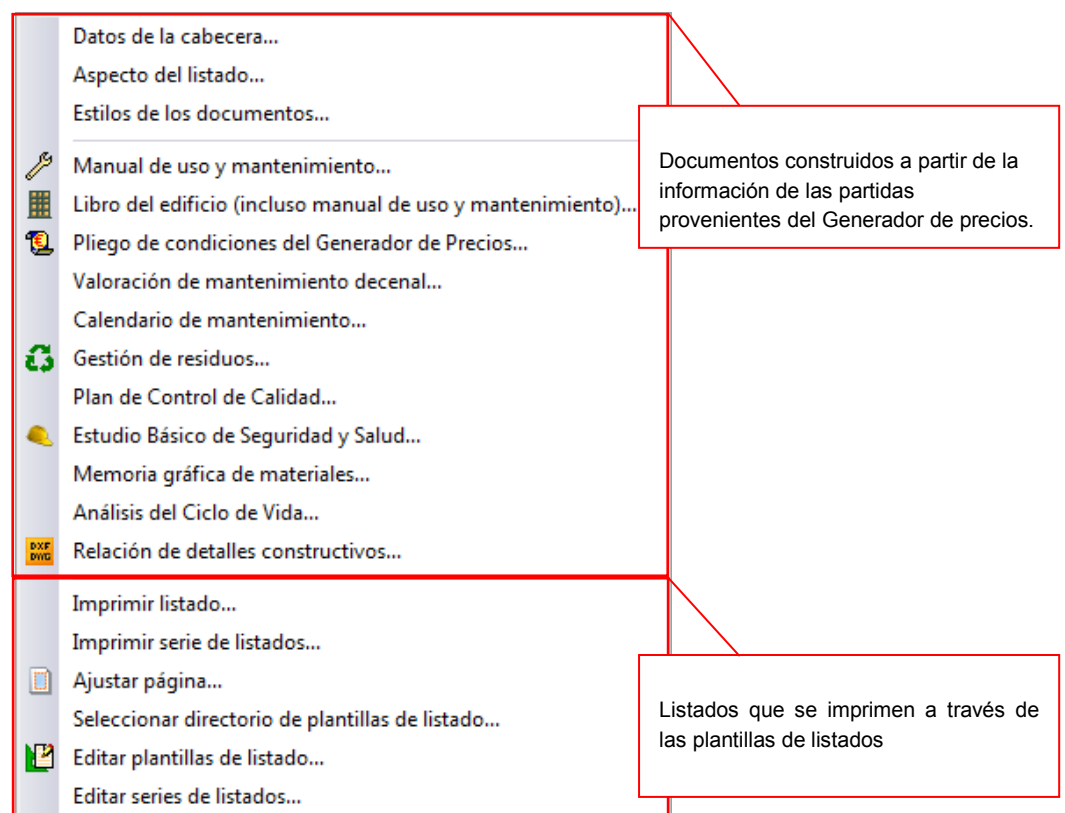 Datos de la cabecera...
Aspecto del listado...
Estilos de los documentos...
Manual de uso y mantenimiento...
Libro del edificio (incluso manual de uso y mantenimiento)...
Pliego de condiciones del Generador de Precios...
Valoración de mantenimiento decenal...
Calendario de mantenimiento...
Gestión de residuos...
Plan de Control de Calidad...
Estudio Básico de Seguridad y Salud...
Memoria gráfica de materiales...
Análisis del Ciclo de Vida...
DXF
DWG
Relación de detalles constructivos...
Documentos construidos a partir de la
información de las partidas
provenientes del Generador de precios.
Imprimir listado...
Imprimir serie de listados...
Ajustar página...
Seleccionar directorio de plantillas de listado...
Editar plantillas de listado...
Editar series de listados...
Listados que se imprimen a través de
las plantillas de listados